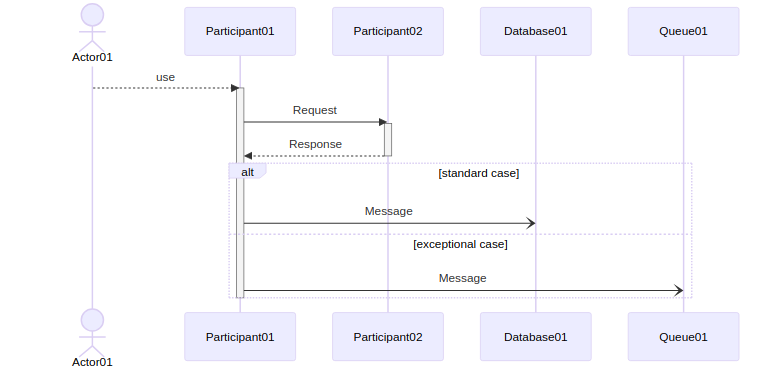 Participant01
Participant02
Database01
Queue01
Actor01
use
Request
Response
alt
[standard case]
Message
[exceptional case]
Message
Participant01
Participant02
Database01
Queue01
Actor01